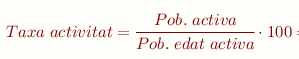 Taxa activitat = Pob. activa / Pob. edat activa · 100 =